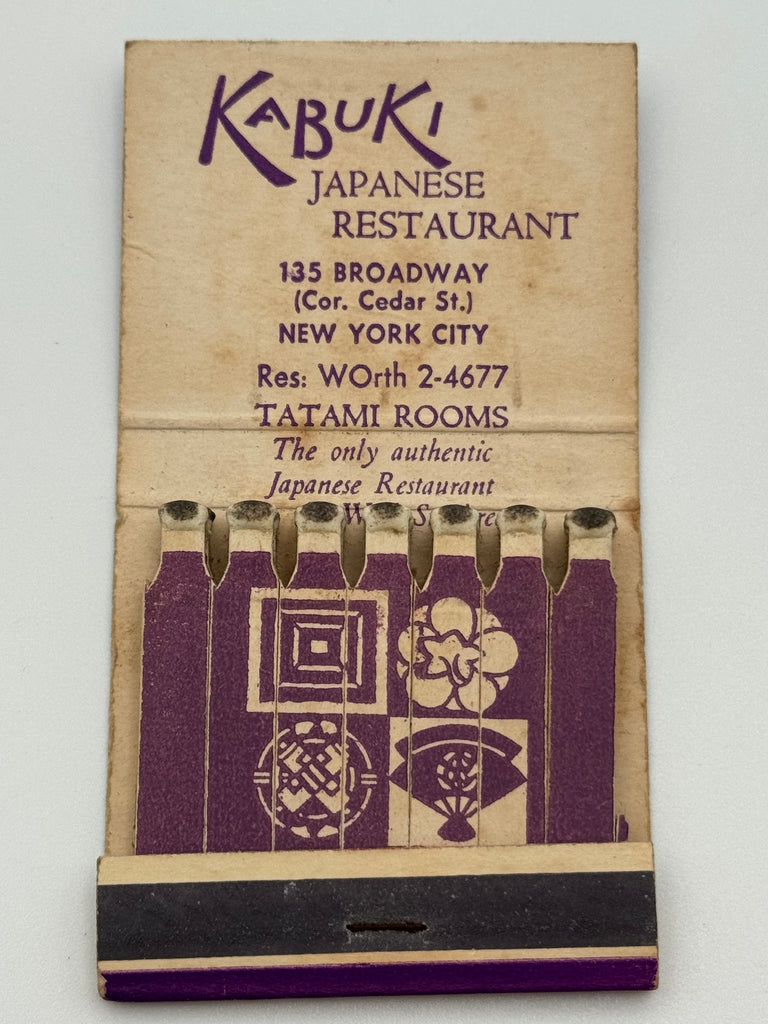 KABUKI
JAPANESE
RESTAURANT
135 BROADWAY
(Cor. Cedar St.)
NEW YORK CITY
Res: WOrth 2-4677
TATAMI ROOMS
The only authentic
Japanese Restaurant